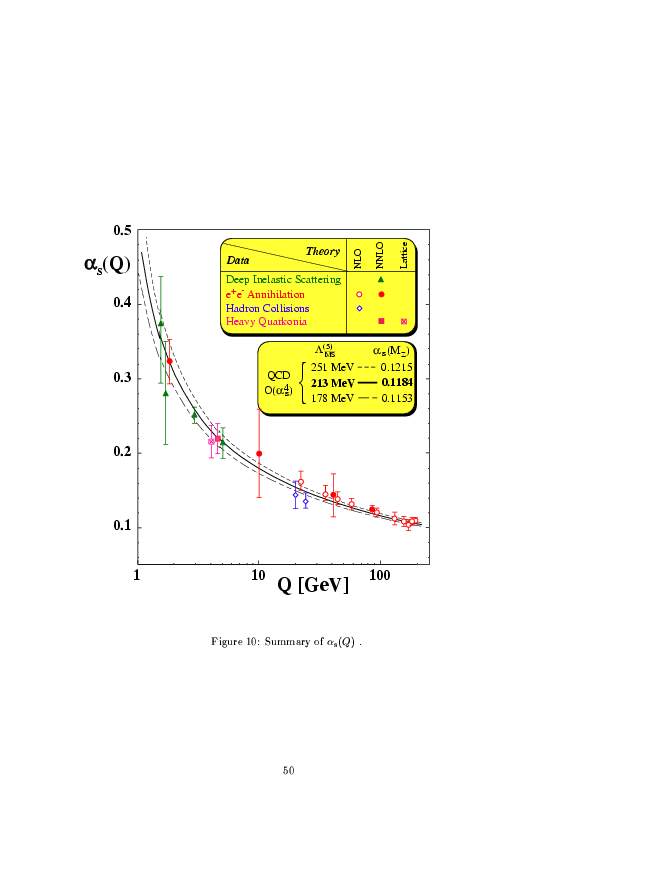 0.5
αs(Q)
0.4
0.3
0.2
0.1
1 10 100
Q [GeV]
Data Theory NLO NNLO Lattice
Deep Inelastic Scattering
e+e- Annihilation
Hadron Collisions
Heavy Quarkonia
Λ(5)MS αs(MZ)
QCD
O(αs4)
251 MeV 0.1215
213 MeV 0.1184
178 MeV 0.1153
Figure 10: Summary of αs(Q) .
50